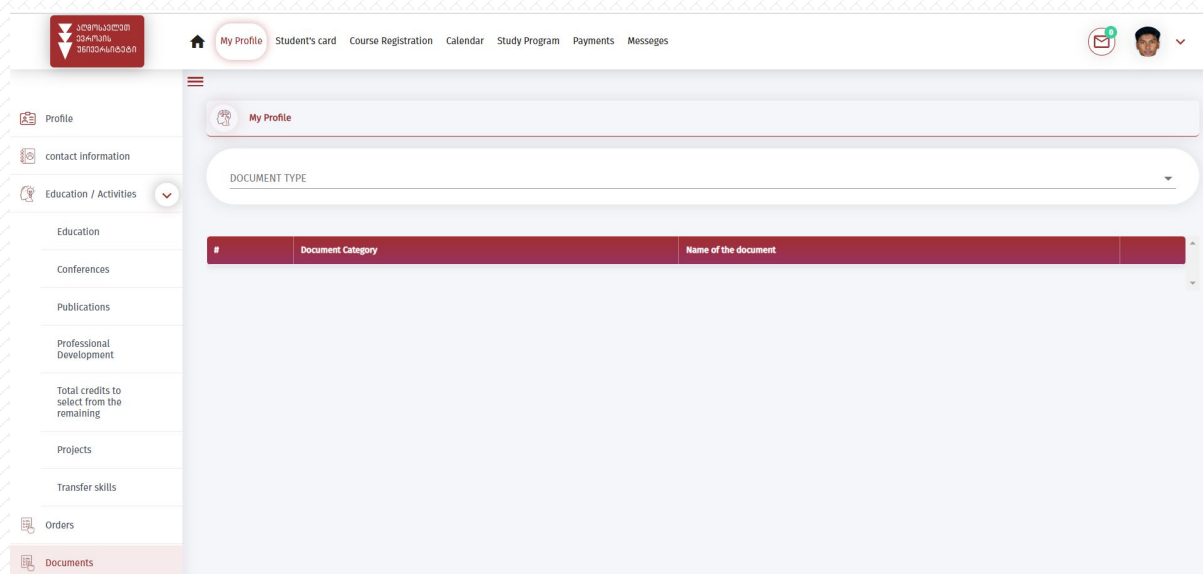 აღმოსავლეთ
ევროპის
უნივერსიტეტი
My Profile Student's card Course Registration Calendar Study Program Payments Messeges
0
My Profile
Profile
contact information
DOCUMENT TYPE
Education / Activities
Education
# Document Category Name of the document
Conferences
Publications
Professional
Development
Total credits to
select from the
remaining
Projects
Transfer skills
Orders
Documents